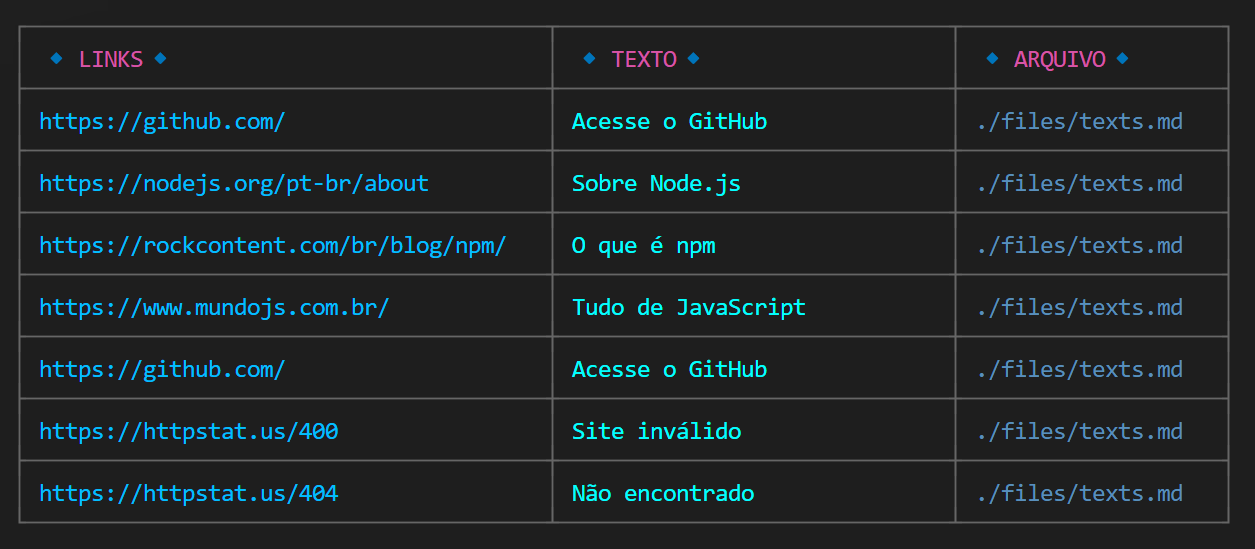 🔹 LINKS 🔹 TEXTO 🔹 ARQUIVO 🔹
https://github.com/ Acesse o GitHub ./files/texts.md
https://nodejs.org/pt-br/about Sobre Node.js ./files/texts.md
https://rockcontent.com/br/blog/npm/ O que é npm ./files/texts.md
https://www.mundojs.com.br/ Tudo de JavaScript ./files/texts.md
https://github.com/ Acesse o GitHub ./files/texts.md
https://httpstat.us/400 Site inválido ./files/texts.md
https://httpstat.us/404 Não encontrado ./files/texts.md